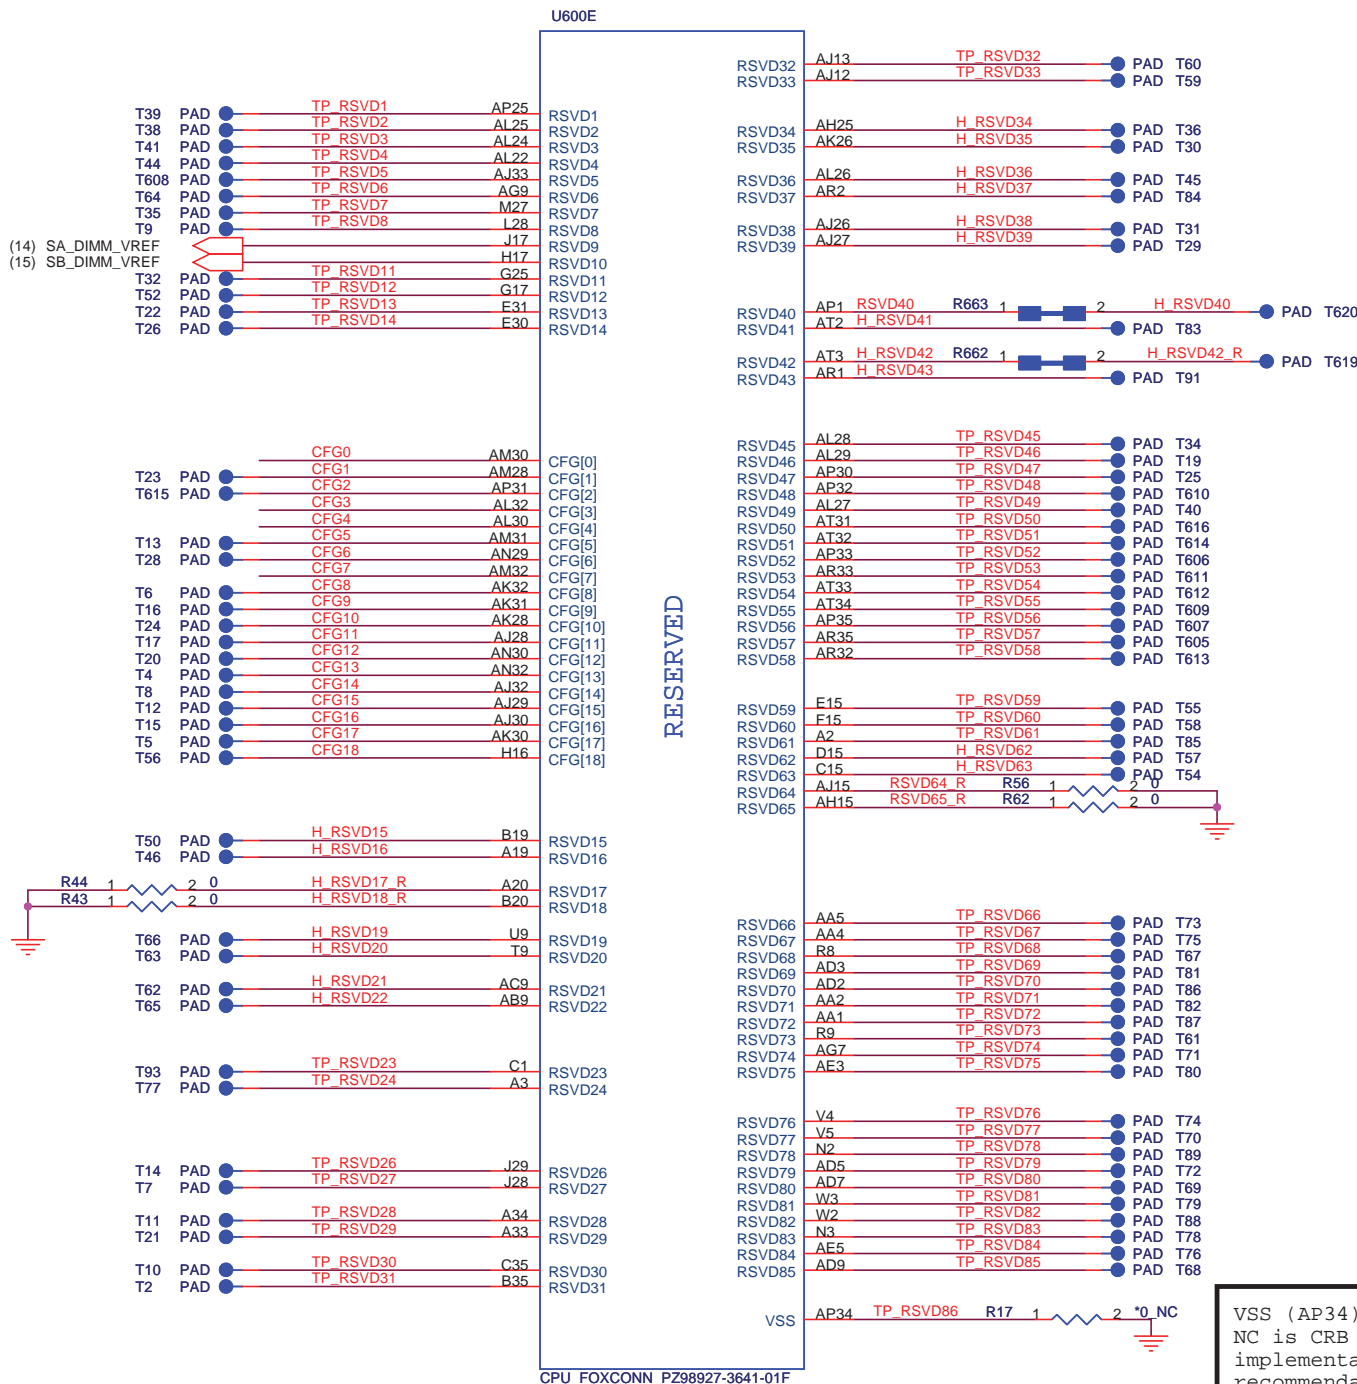 U600E
T39 PAD TP_RSVD1 AP25 RSVD1
T38 PAD TP_RSVD2 AL25 RSVD2
T41 PAD TP_RSVD3 AL24 RSVD3
T44 PAD TP_RSVD4 AL22 RSVD4
T608 PAD TP_RSVD5 AJ33 RSVD5
T64 PAD TP_RSVD6 AG9 RSVD6
T35 PAD TP_RSVD7 M27 RSVD7
T9 PAD TP_RSVD8 L28 RSVD8
(14) SA_DIMM_VREF J17 RSVD9
(15) SB_DIMM_VREF H17 RSVD10
T32 PAD TP_RSVD11 G25 RSVD11
T52 PAD TP_RSVD12 G17 RSVD12
T22 PAD TP_RSVD13 E31 RSVD13
T26 PAD TP_RSVD14 E30 RSVD14
CFG0 AM30 CFG[0]
T23 PAD CFG1 AM28 CFG[1]
T615 PAD CFG2 AP31 CFG[2]
CFG3 AL32 CFG[3]
CFG4 AL30 CFG[4]
T13 PAD CFG5 AM31 CFG[5]
T28 PAD CFG6 AN29 CFG[6]
CFG7 AM32 CFG[7]
T6 PAD CFG8 AK32 CFG[8]
T16 PAD CFG9 AK31 CFG[9]
T24 PAD CFG10 AK28 CFG[10]
T17 PAD CFG11 AJ28 CFG[11]
T20 PAD CFG12 AN30 CFG[12]
T4 PAD CFG13 AN32 CFG[13]
T8 PAD CFG14 AJ32 CFG[14]
T12 PAD CFG15 AJ29 CFG[15]
T15 PAD CFG16 AJ30 CFG[16]
T5 PAD CFG17 AK30 CFG[17]
T56 PAD CFG18 H16 CFG[18]
T50 PAD H_RSVD15 B19 RSVD15
T46 PAD H_RSVD16 A19 RSVD16
R44 1 2 0 H_RSVD17_R A20 RSVD17
R43 1 2 0 H_RSVD18_R B20 RSVD18
T66 PAD H_RSVD19 U9 RSVD19
T63 PAD H_RSVD20 T9 RSVD20
T62 PAD H_RSVD21 AC9 RSVD21
T65 PAD H_RSVD22 AB9 RSVD22
T93 PAD TP_RSVD23 C1 RSVD23
T77 PAD TP_RSVD24 A3 RSVD24
T14 PAD TP_RSVD26 J29 RSVD26
T7 PAD TP_RSVD27 J28 RSVD27
T11 PAD TP_RSVD28 A34 RSVD28
T21 PAD TP_RSVD29 A33 RSVD29
T10 PAD TP_RSVD30 C35 RSVD30
T2 PAD TP_RSVD31 B35 RSVD31
RESERVED
RSVD32 AJ13 TP_RSVD32 PAD T60
RSVD33 AJ12 TP_RSVD33 PAD T59
RSVD34 AH25 H_RSVD34 PAD T36
RSVD35 AK26 H_RSVD35 PAD T30
RSVD36 AL26 H_RSVD36 PAD T45
RSVD37 AR2 H_RSVD37 PAD T84
RSVD38 AJ26 H_RSVD38 PAD T31
RSVD39 AJ27 H_RSVD39 PAD T29
RSVD40 AP1 RSVD40 R663 1 2 H_RSVD40 PAD T620
RSVD41 AT2 H_RSVD41 PAD T83
RSVD42 AT3 H_RSVD42 R662 1 2 H_RSVD42_R PAD T619
RSVD43 AR1 H_RSVD43 PAD T91
RSVD45 AL28 TP_RSVD45 PAD T34
RSVD46 AL29 TP_RSVD46 PAD T19
RSVD47 AP30 TP_RSVD47 PAD T25
RSVD48 AP32 TP_RSVD48 PAD T610
RSVD49 AL27 TP_RSVD49 PAD T40
RSVD50 AT31 TP_RSVD50 PAD T616
RSVD51 AT32 TP_RSVD51 PAD T614
RSVD52 AP33 TP_RSVD52 PAD T606
RSVD53 AR33 TP_RSVD53 PAD T611
RSVD54 AT33 TP_RSVD54 PAD T612
RSVD55 AT34 TP_RSVD55 PAD T609
RSVD56 AP35 TP_RSVD56 PAD T607
RSVD57 AR35 TP_RSVD57 PAD T605
RSVD58 AR32 TP_RSVD58 PAD T613
RSVD59 E15 TP_RSVD59 PAD T55
RSVD60 F15 TP_RSVD60 PAD T58
RSVD61 A2 TP_RSVD61 PAD T85
RSVD62 D15 H_RSVD62 PAD T57
RSVD63 C15 H_RSVD63 PAD T54
RSVD64 AJ15 RSVD64_R R56 1 2 0
RSVD65 AH15 RSVD65_R R62 1 2 0
RSVD66 AA5 TP_RSVD66 PAD T73
RSVD67 AA4 TP_RSVD67 PAD T75
RSVD68 R8 TP_RSVD68 PAD T67
RSVD69 AD3 TP_RSVD69 PAD T81
RSVD70 AD2 TP_RSVD70 PAD T86
RSVD71 AA2 TP_RSVD71 PAD T82
RSVD72 AA1 TP_RSVD72 PAD T87
RSVD73 R9 TP_RSVD73 PAD T61
RSVD74 AG7 TP_RSVD74 PAD T71
RSVD75 AE3 TP_RSVD75 PAD T80
RSVD76 V4 TP_RSVD76 PAD T74
RSVD77 V5 TP_RSVD77 PAD T70
RSVD78 N2 TP_RSVD78 PAD T89
RSVD79 AD5 TP_RSVD79 PAD T72
RSVD80 AD7 TP_RSVD80 PAD T69
RSVD81 W3 TP_RSVD81 PAD T79
RSVD82 W2 TP_RSVD82 PAD T88
RSVD83 N3 TP_RSVD83 PAD T78
RSVD84 AE5 TP_RSVD84 PAD T76
RSVD85 AD9 TP_RSVD85 PAD T68
VSS AP34 TP_RSVD86 R17 1 2 *0_NC
VSS (AP34)
NC is CRB
implementa
recommenda
CPU FOXCONN PZ98927-3641-01F